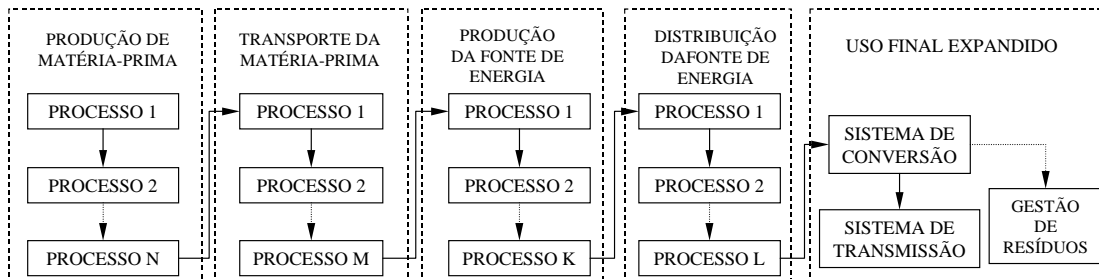 PRODUÇÃO DE
MATÉRIA-PRIMA
PROCESSO 1
PROCESSO 2
PROCESSO N
TRANSPORTE DA
MATÉRIA-PRIMA
PROCESSO 1
PROCESSO 2
PROCESSO M
PRODUÇÃO
DA FONTE DE
ENERGIA
PROCESSO 1
PROCESSO 2
PROCESSO K
DISTRIBUIÇÃO
DAFONTE DE
ENERGIA
PROCESSO 1
PROCESSO 2
PROCESSO L
USO FINAL EXPANDIDO
SISTEMA DE
CONVERSÃO
SISTEMA DE
TRANSMISSÃO
GESTÃO
DE
RESÍDUOS